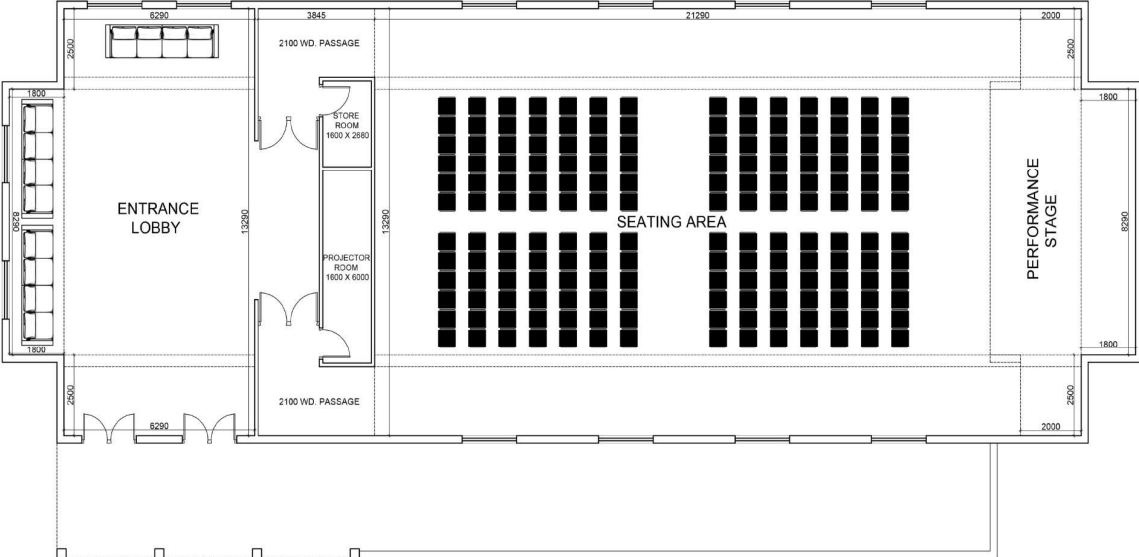 6290
3845
21290
2000
2500
2100 WD. PASSAGE
2500
1800
1800
STORE
ROOM
1600 X 2680
ENTRANCE
LOBBY
8290
13290
13290
SEATING AREA
PERFORMANCE
STAGE
8290
PROJECTOR
ROOM
1600 X 6000
1800
1800
2500
2100 WD. PASSAGE
2500
6290
2000